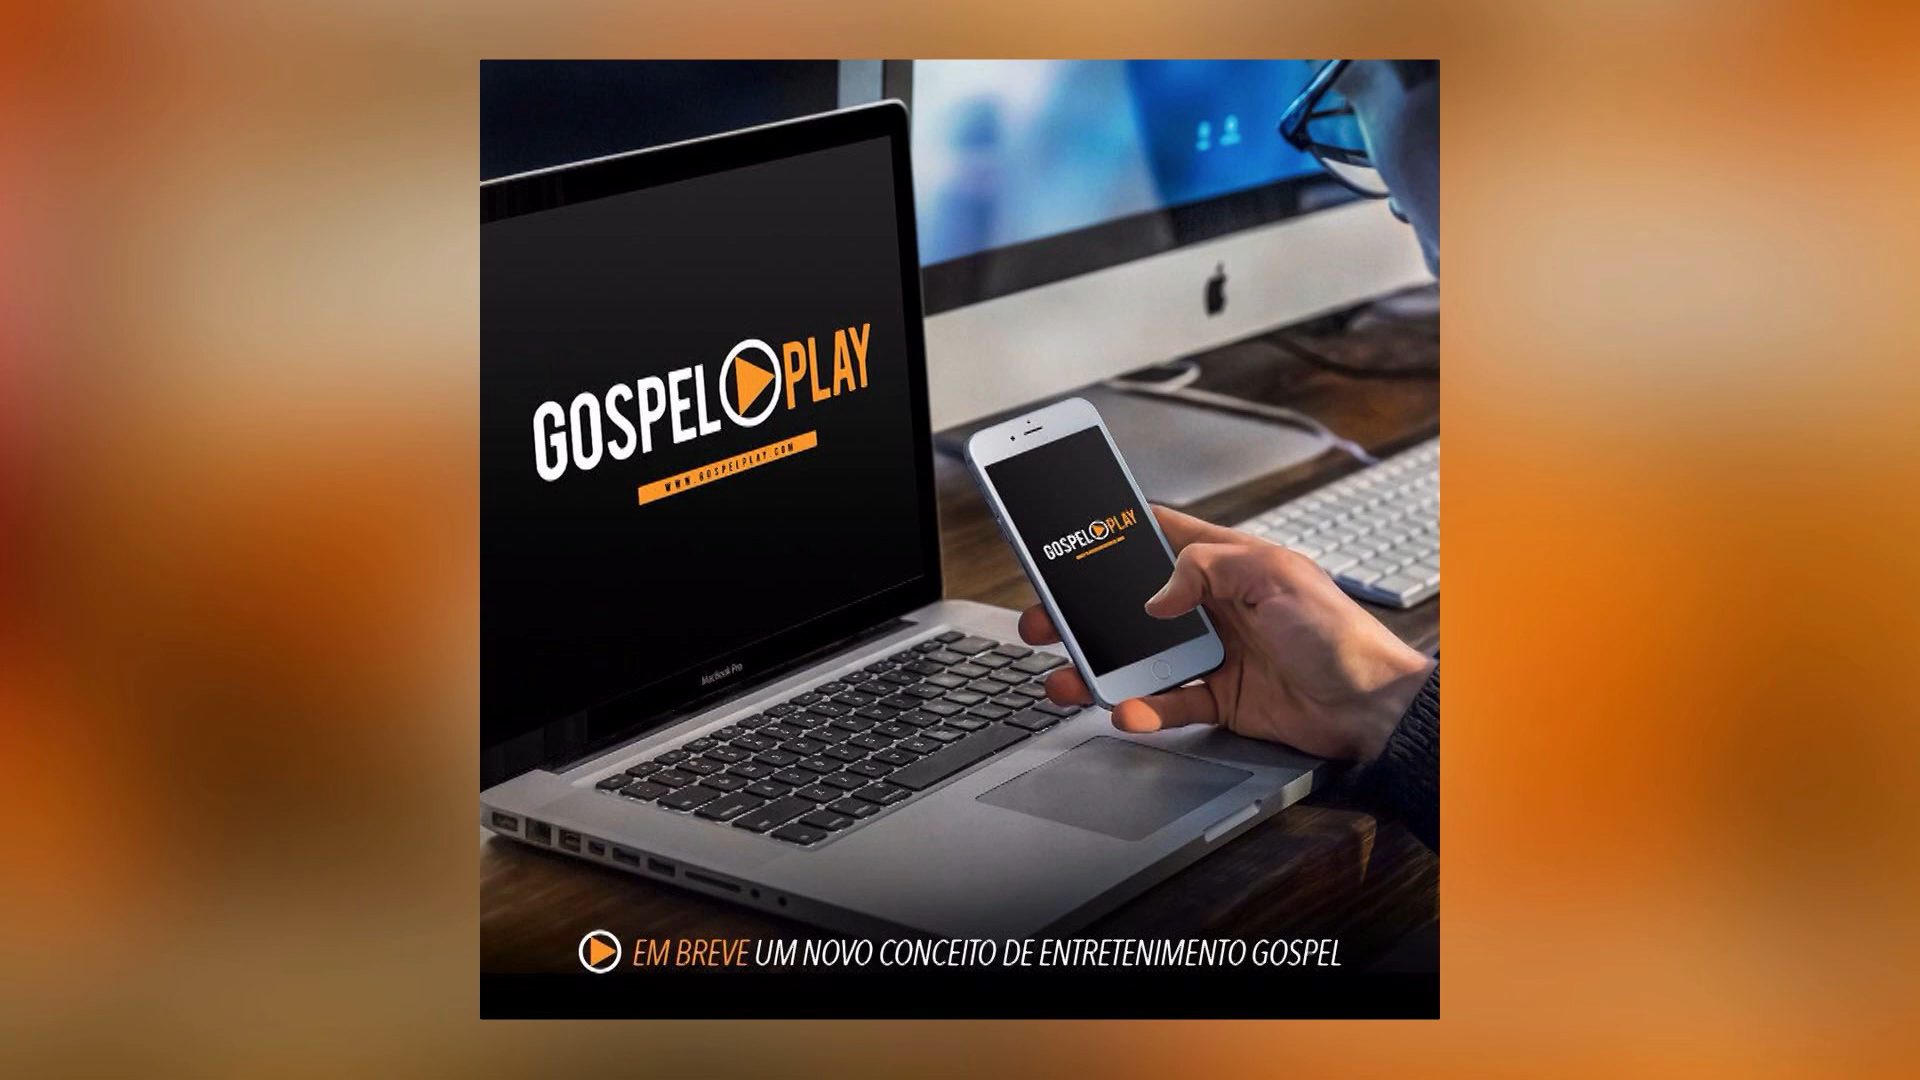 GOSPEL PLAY
WWW.GOSPELPLAY.COM
MacBook Pro
GOSPEL PLAY
EM BREVE UM NOVO CONCEITO DE ENTRETENIMENTO GOSPEL